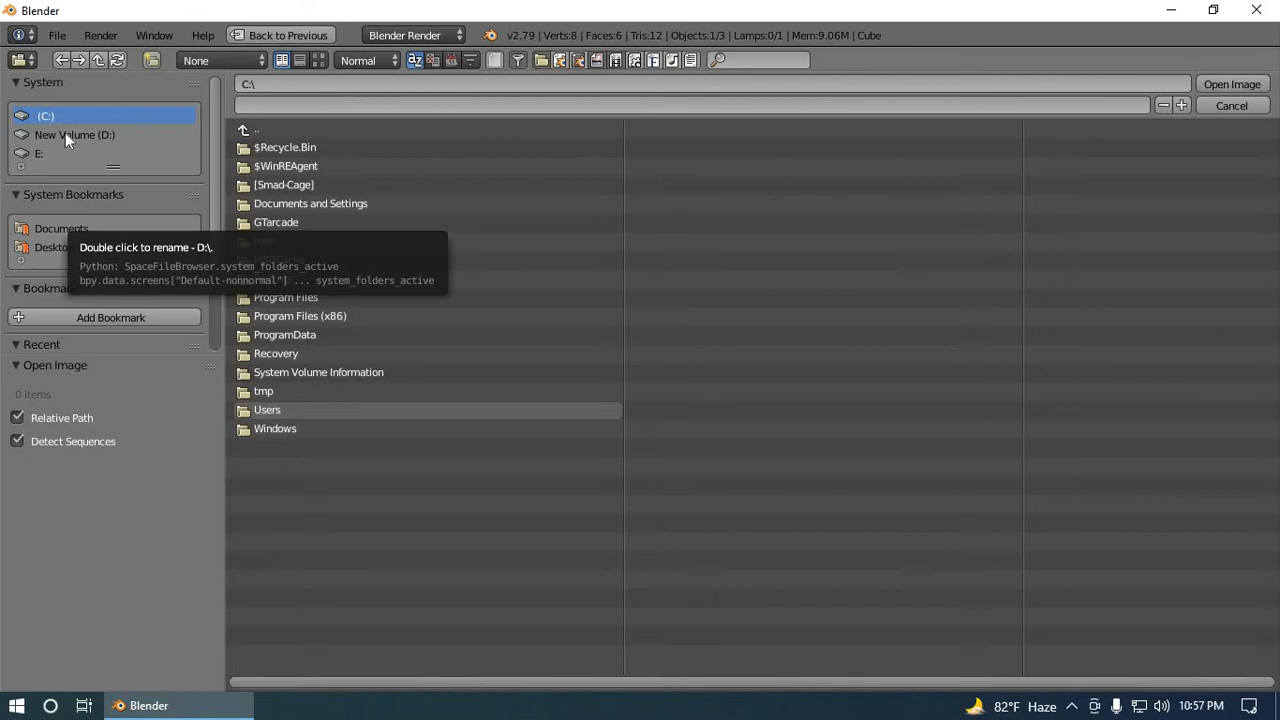 Blender
File Render Window Help Back to Previous Blender Render v2.79 | Verts:8 | Faces:6 | Tris:12 | Objects:1/3 | Lamps:0/1 | Mem:9.06M | Cube
None Normal
System
C:\
Open Image
Cancel
(C:)
New Volume (D:)
E:
System Bookmarks
Documents
Deskto
Double click to rename - D:\.
Python: SpaceFileBrowser.system_folders_active
bpy.data.screens["Default-nonnormal"] ... system_folders_active
Bookmar
Add Bookmark
Recent
Open Image
0 items
Relative Path
Detect Sequences
..
$Recycle.Bin
$WinREAgent
[Smad-Cage]
Documents and Settings
GTarcade
Program Files
Program Files (x86)
ProgramData
Recovery
System Volume Information
tmp
Users
Windows
Blender
82°F Haze
10:57 PM